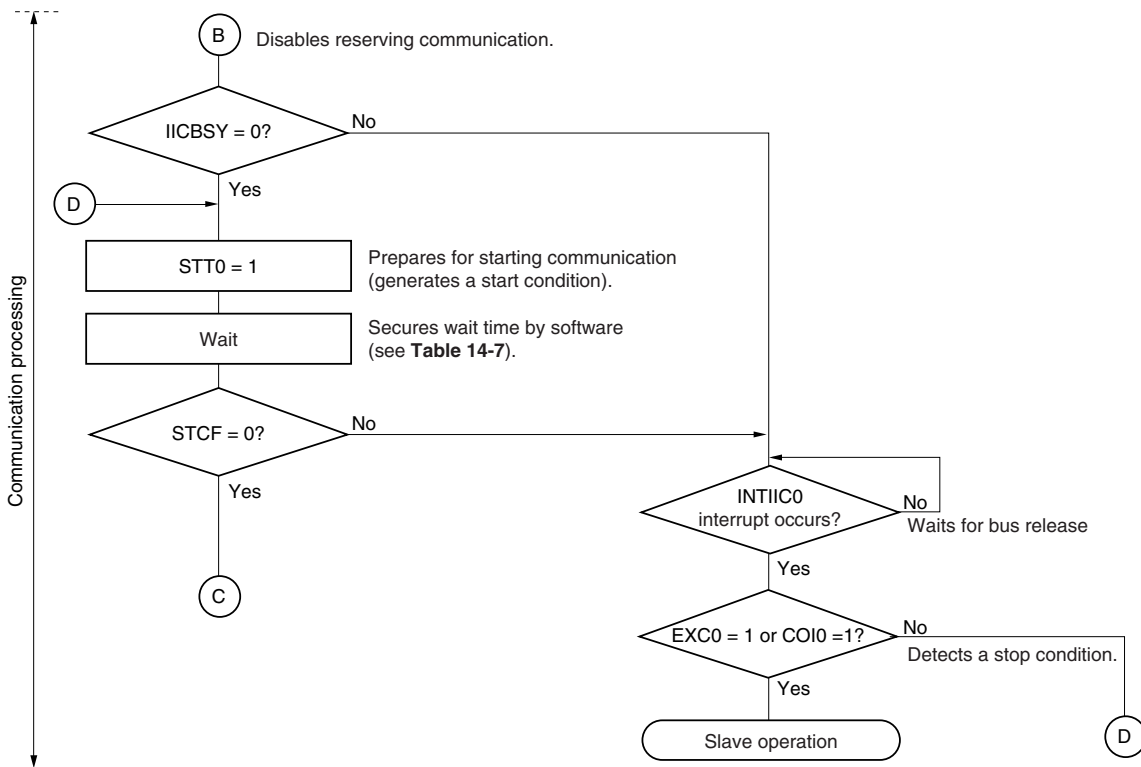 B
Disables reserving communication.
IICBSY = 0?
No
Yes
D
STT0 = 1
Prepares for starting communication
(generates a start condition).
Wait
Secures wait time by software
(see Table 14-7).
STCF = 0?
No
Yes
C
INTIIC0
interrupt occurs?
No
Waits for bus release
Yes
EXC0 = 1 or COI0 =1?
No
Detects a stop condition.
Yes
Slave operation
D
Communication processing